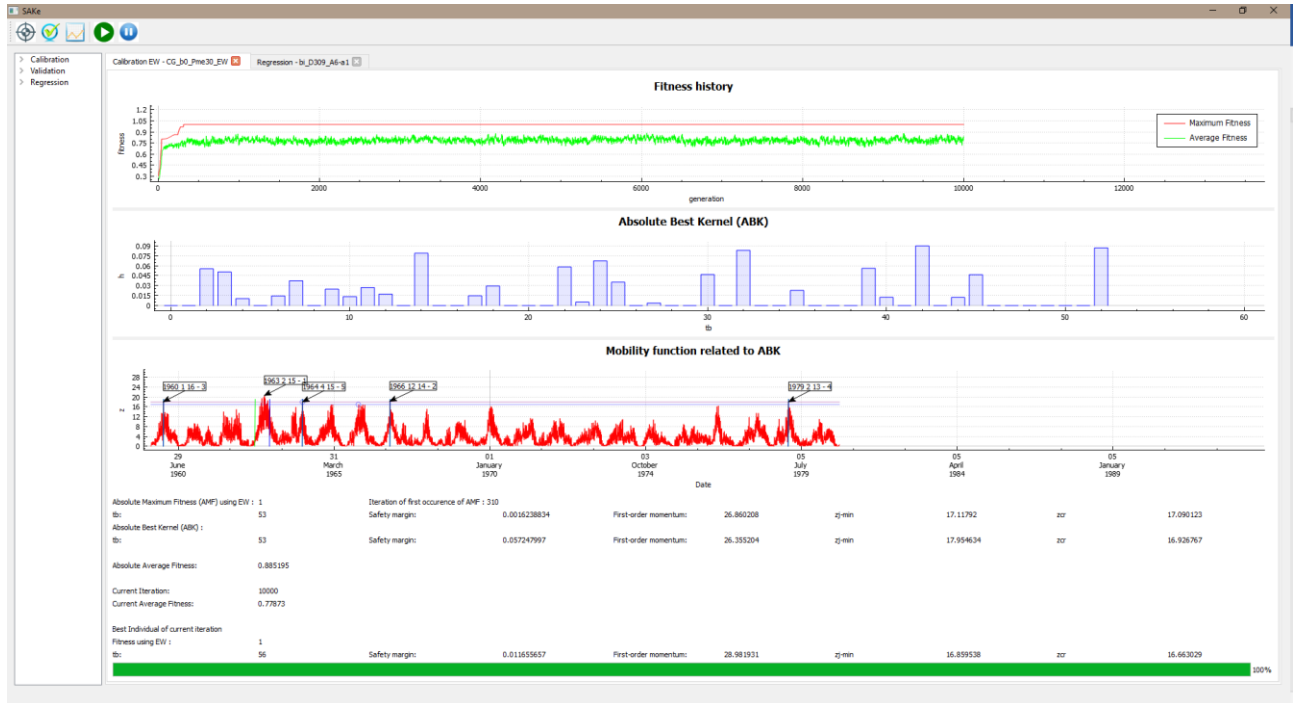 SAKe
Calibration
Validation
Regression
Calibration EW - CG_b0_Pme30_EW
Regression - bi_D309_A6-a1
Fitness history
1.2
1.05
0.9
0.75
0.6
0.45
0.3
fitness
0 2000 4000 6000 8000 10000 12000
generation
Maximum Fitness
Average Fitness
Absolute Best Kernel (ABK)
0.09
0.075
0.06
0.045
0.03
0.015
0
h
0 10 20 30 40 50 60
tb
Mobility function related to ABK
28
24
20
16
12
8
4
0
z
1960 1 16 - 3
1963 2 15 - 1
1964 4 15 - 5
1966 12 14 - 2
1979 2 13 - 4
29 31 01 03 05 05 05
June March January October July April January
1960 1965 1970 1974 1979 1984 1989
Date
Absolute Maximum Fitness (AMF) using EW : 1 Iteration of first occurence of AMF : 310
tb: 53 Safety margin: 0.0016238834 First-order momentum: 26.860208 zj-min 17.11792 zcr 17.090123
Absolute Best Kernel (ABK) :
tb: 53 Safety margin: 0.057247997 First-order momentum: 26.355204 zj-min 17.954634 zcr 16.926767
Absolute Average Fitness: 0.885195
Current Iteration: 10000
Current Average Fitness: 0.77873
Best Individual of current iteration
Fitness using EW : 1
tb: 56 Safety margin: 0.011655657 First-order momentum: 28.981931 zj-min 16.859538 zcr 16.663029
100%